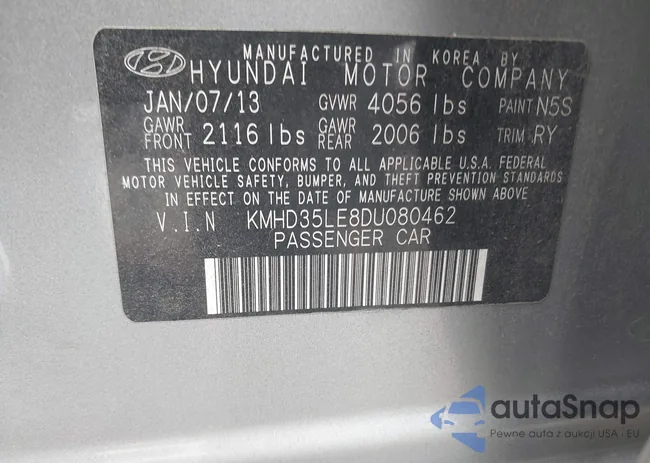 MANUFACTURED IN KOREA BY
HYUNDAI MOTOR COMPANY
JAN/07/13 GVWR 4056 lbs PAINT N5S
GAWR FRONT 2116 lbs GAWR REAR 2006 lbs TRIM RY
THIS VEHICLE CONFORMS TO ALL APPLICABLE U.S.A. FEDERAL
MOTOR VEHICLE SAFETY, BUMPER, AND THEFT PREVENTION STANDARDS
IN EFFECT ON THE DATE OF MANUFACTURE SHOWN ABOVE.
V.I.N KMHD35LE8DU080462
PASSENGER CAR
autoSnap
Pewne auta z aukcji USA i EU